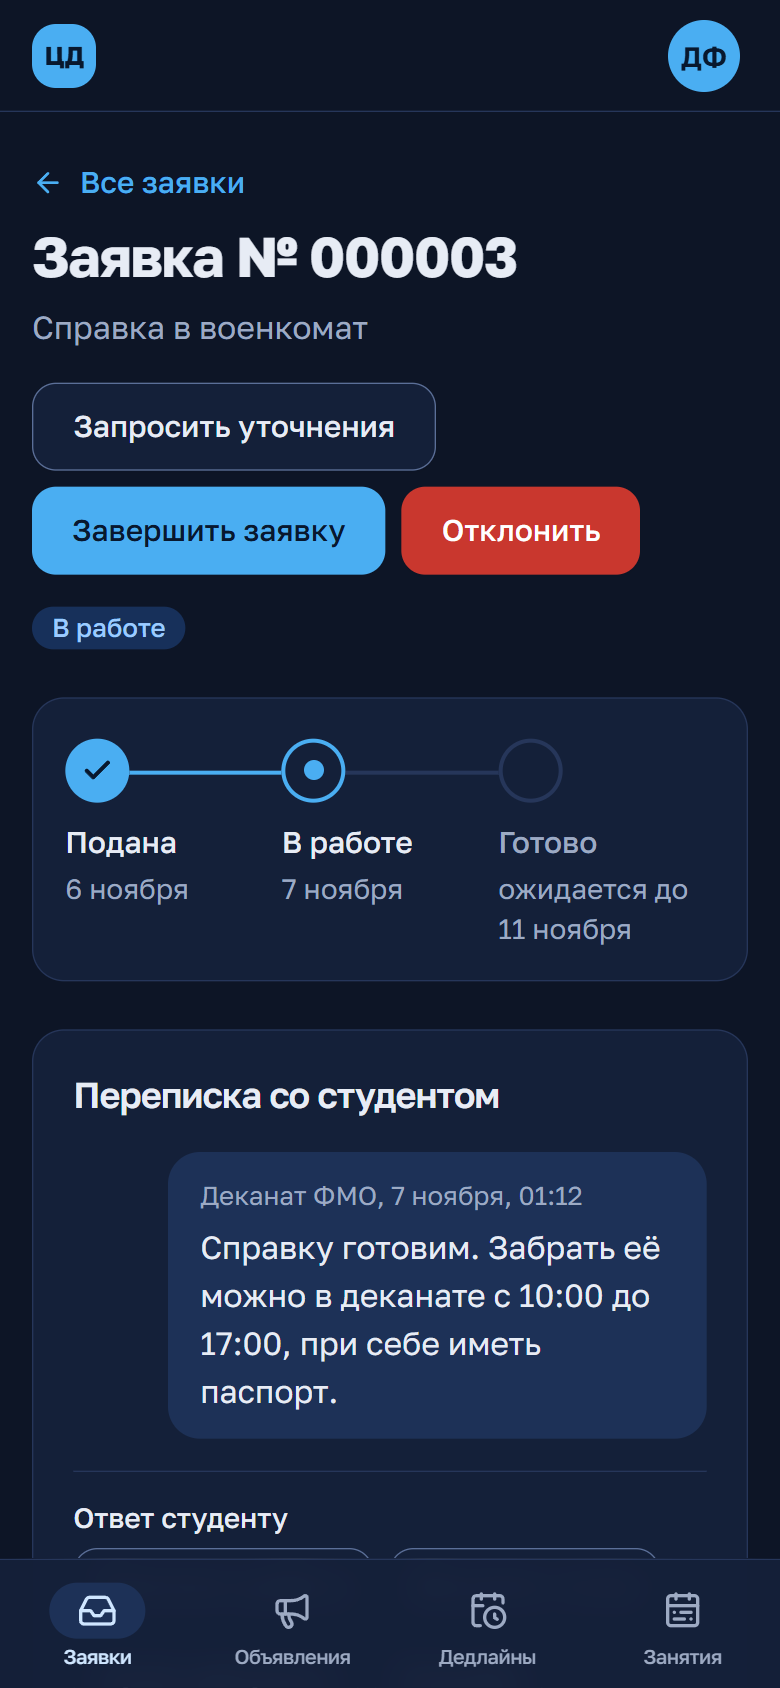 ЦД
ДФ
Все заявки
Заявка № 000003
Справка в военкомат
Запросить уточнения
Завершить заявку
Отклонить
В работе
Подана
6 ноября
В работе
7 ноября
Готово
ожидается до
11 ноября
Переписка со студентом
Деканат ФМО, 7 ноября, 01:12
Справку готовим. Забрать её
можно в деканате с 10:00 до
17:00, при себе иметь
паспорт.
Ответ студенту
Заявки
Объявления
Дедлайны
Занятия